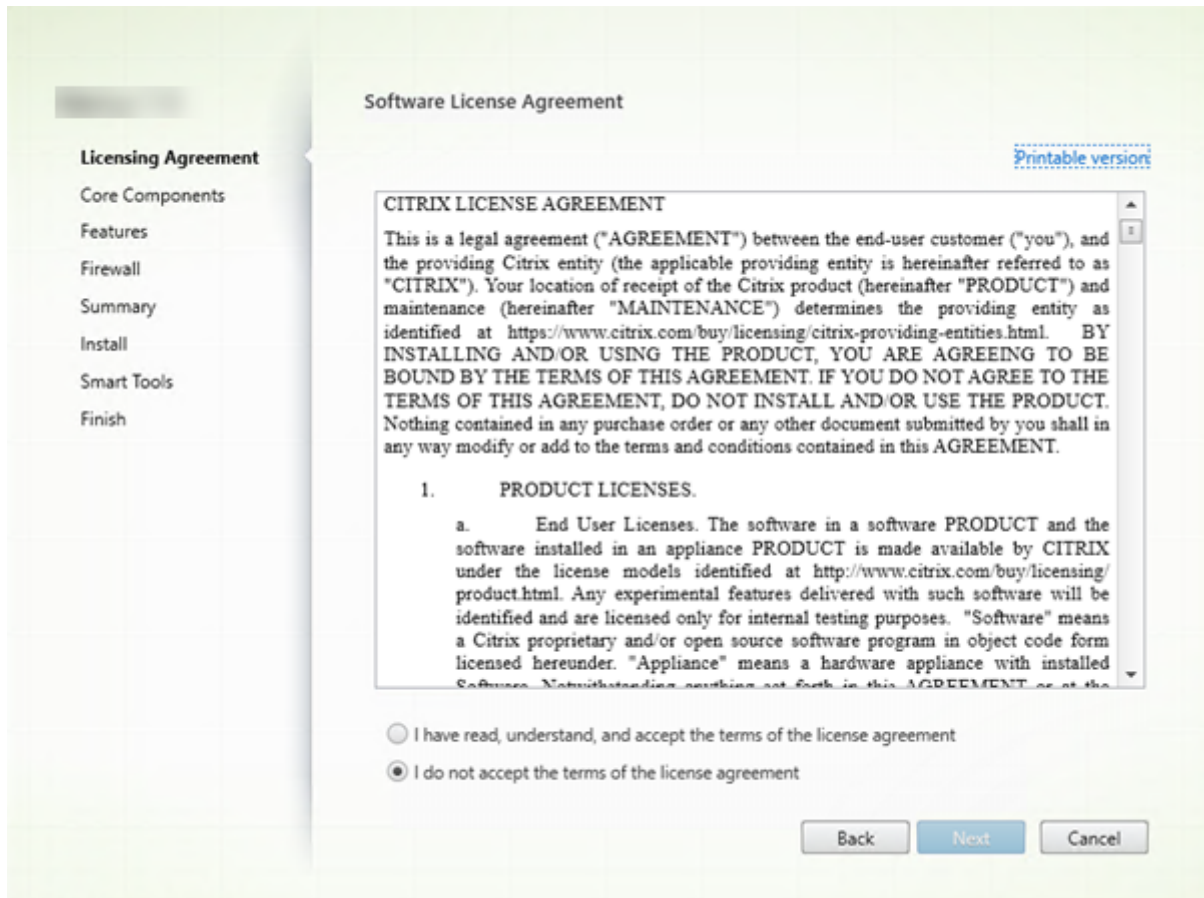 Software License Agreement
Licensing Agreement
Core Components
Features
Firewall
Summary
Install
Smart Tools
Finish
Printable version
CITRIX LICENSE AGREEMENT
This is a legal agreement ("AGREEMENT") between the end-user customer ("you"), and
the providing Citrix entity (the applicable providing entity is hereinafter referred to as
"CITRIX"). Your location of receipt of the Citrix product (hereinafter "PRODUCT") and
maintenance (hereinafter "MAINTENANCE") determines the providing entity as
identified at https://www.citrix.com/buy/licensing/citrix-providing-entities.html. BY
INSTALLING AND/OR USING THE PRODUCT, YOU ARE AGREEING TO BE
BOUND BY THE TERMS OF THIS AGREEMENT. IF YOU DO NOT AGREE TO THE
TERMS OF THIS AGREEMENT, DO NOT INSTALL AND/OR USE THE PRODUCT.
Nothing contained in any purchase order or any other document submitted by you shall in
any way modify or add to the terms and conditions contained in this AGREEMENT.
1. PRODUCT LICENSES.
a. End User Licenses. The software in a software PRODUCT and the
software installed in an appliance PRODUCT is made available by CITRIX
under the license models identified at http://www.citrix.com/buy/licensing/
product.html. Any experimental features delivered with such software will be
identified and are licensed only for internal testing purposes. "Software" means
a Citrix proprietary and/or open source software program in object code form
licensed hereunder. "Appliance" means a hardware appliance with installed
Software. Notwithstanding anything set forth in this AGREEMENT or at the
I have read, understand, and accept the terms of the license agreement
I do not accept the terms of the license agreement
Back
Next
Cancel